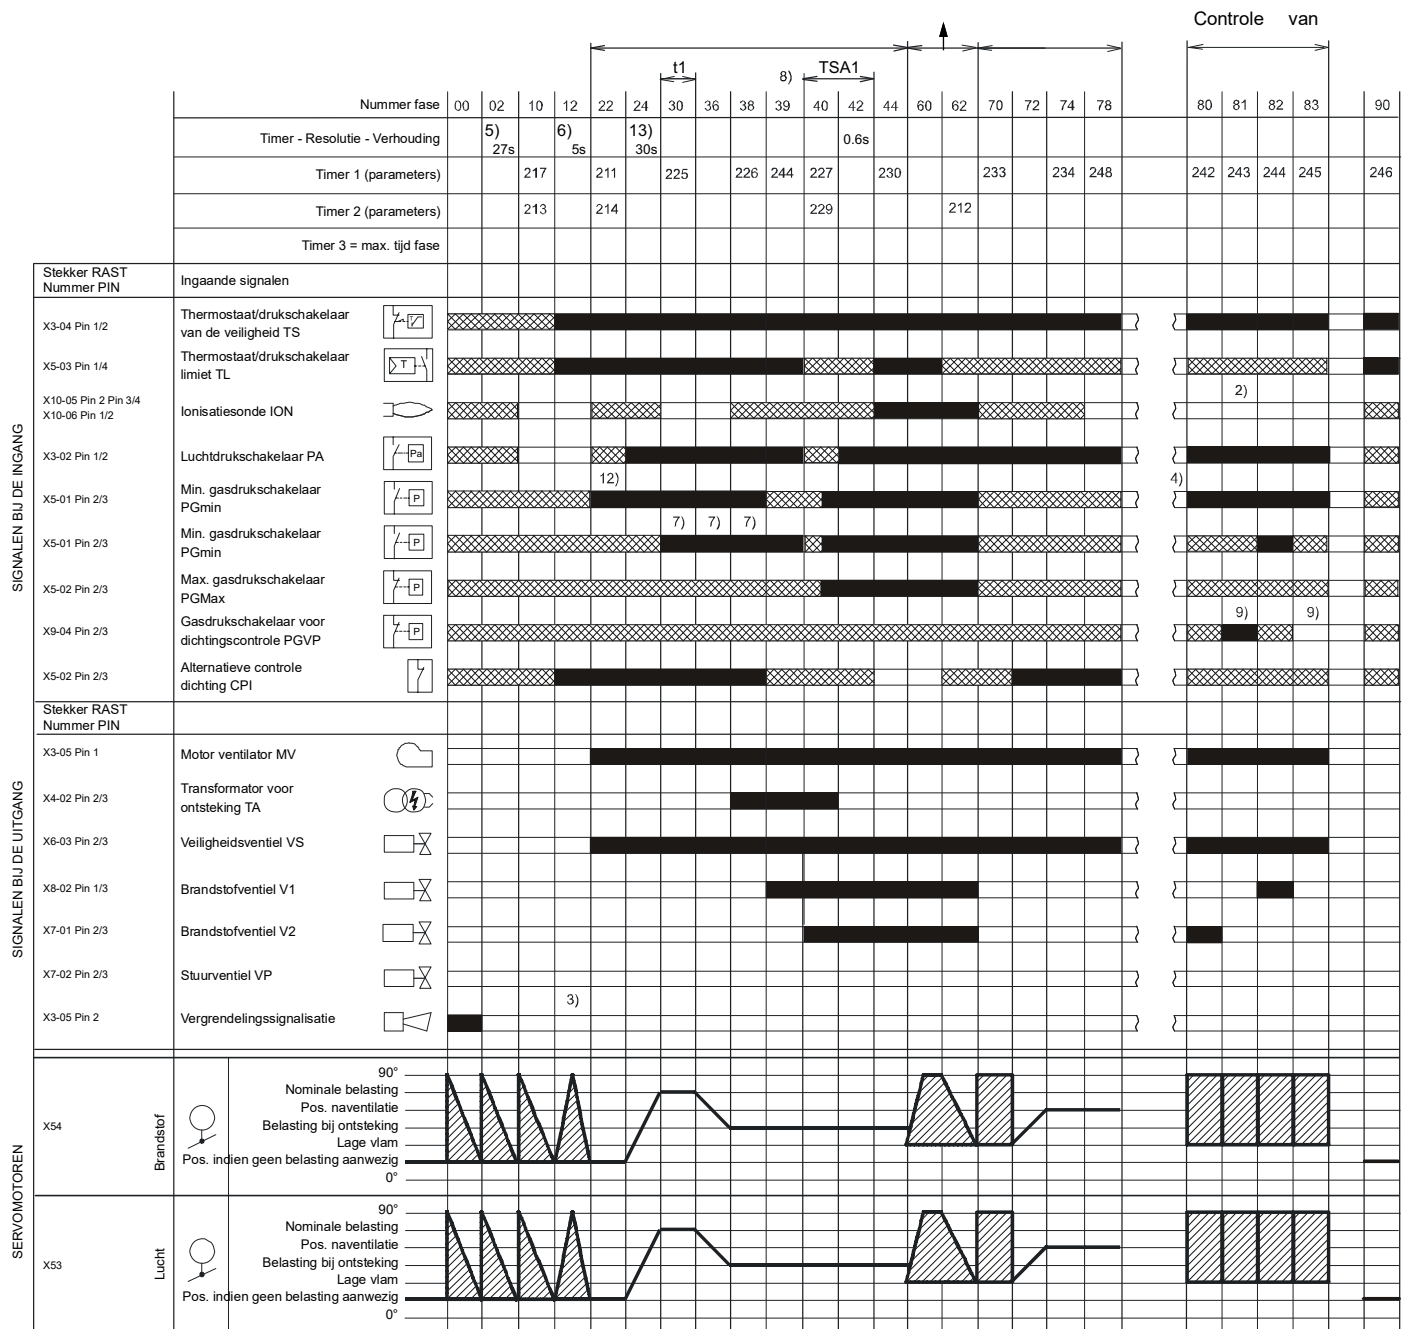 Controle van
t1
8)
TSA1
Nummer fase 00 02 10 12 22 24 30 36 38 39 40 42 44 60 62 70 72 74 78 80 81 82 83 90
Timer - Resolutie - Verhouding 5) 27s 6) 5s 13) 30s 0.6s
Timer 1 (parameters) 217 211 225 226 244 227 230 233 234 248 242 243 244 245 246
Timer 2 (parameters) 213 214 229 212
Timer 3 = max. tijd fase
Stekker RAST
Nummer PIN
Ingaande signalen
SIGNALEN BIJ DE INGANG
X3-04 Pin 1/2
Thermostaat/drukschakelaar
van de veiligheid TS
X5-03 Pin 1/4
Thermostaat/drukschakelaar
limiet TL
T
2)
X10-05 Pin 2 Pin 3/4
X10-06 Pin 1/2
Ionisatiesonde ION
X3-02 Pin 1/2
Luchtdrukschakelaar PA
Pa
12)
4)
X5-01 Pin 2/3
Min. gasdrukschakelaar
PGmin
P
7) 7) 7)
X5-01 Pin 2/3
Min. gasdrukschakelaar
PGmin
P
X5-02 Pin 2/3
Max. gasdrukschakelaar
PGMax
P
9) 9)
X9-04 Pin 2/3
Gasdrukschakelaar voor
dichtingscontrole PGVP
P
X5-02 Pin 2/3
Alternatieve controle
dichting CPI
Stekker RAST
Nummer PIN
SIGNALEN BIJ DE UITGANG
X3-05 Pin 1
Motor ventilator MV
X4-02 Pin 2/3
Transformator voor
ontsteking TA
X6-03 Pin 2/3
Veiligheidsventiel VS
X8-02 Pin 1/3
Brandstofventiel V1
X7-01 Pin 2/3
Brandstofventiel V2
X7-02 Pin 2/3
Stuurventiel VP
3)
X3-05 Pin 2
Vergrendelingssignalisatie
SERVOMOTOREN
X54
Brandstof
90°
Nominale belasting
Pos. naventilatie
Belasting bij ontsteking
Lage vlam
Pos. indien geen belasting aanwezig
0°
X53
Lucht
90°
Nominale belasting
Pos. naventilatie
Belasting bij ontsteking
Lage vlam
Pos. indien geen belasting aanwezig
0°